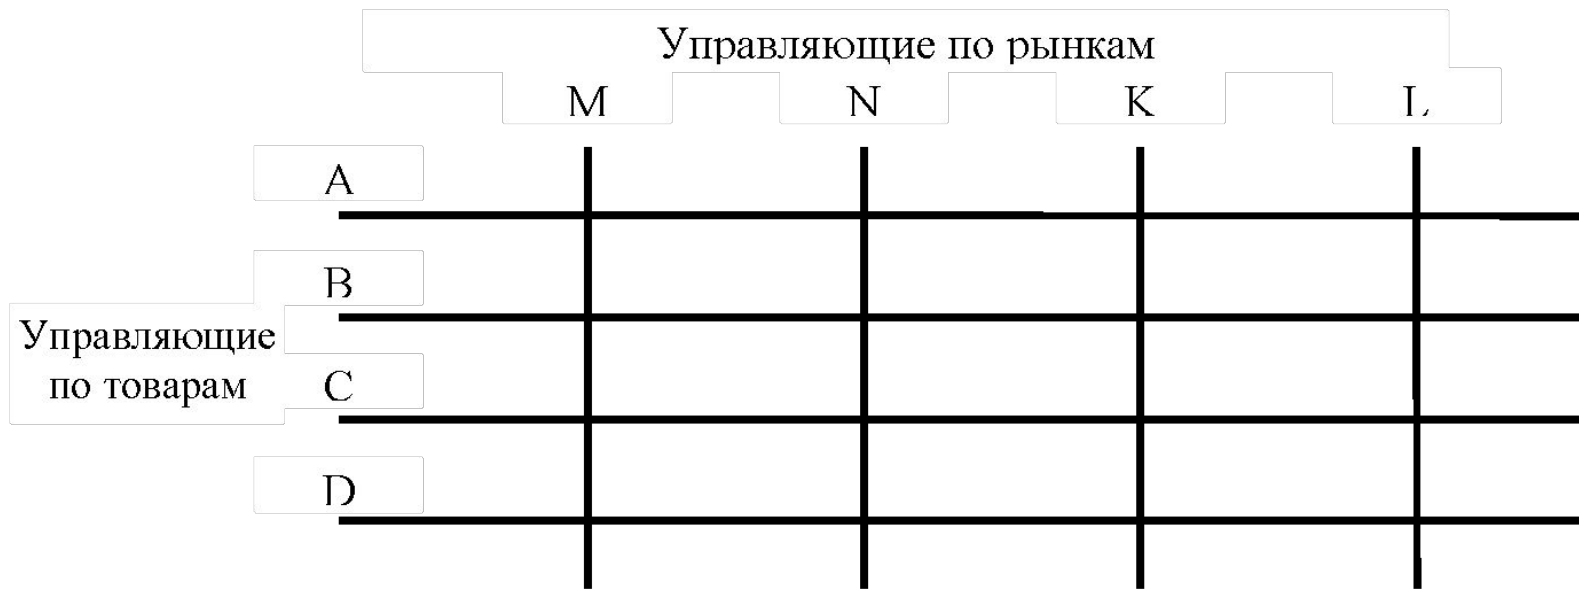 Управляющие по рынкам
M N K L
A
B
Управляющие
по товарам
C
D